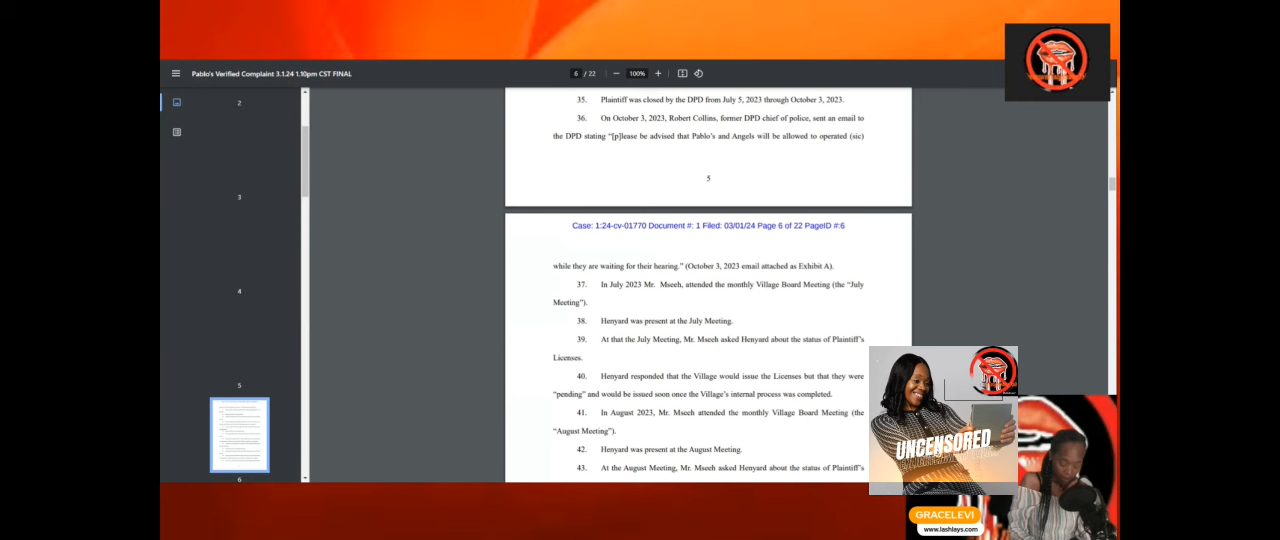 Pablo's Verified Complaint 3.1.24 1.10pm CST FINAL
6 / 22
100%
2
3
4
5
6
35. Plaintiff was closed by the DPD from July 5, 2023 through October 3, 2023.
36. On October 3, 2023, Robert Collins, former DPD chief of police, sent an email to
the DPD stating “[p]lease be advised that Pablo's and Angels will be allowed to operated (sic)
5
Case: 1:24-cv-01770 Document #: 1 Filed: 03/01/24 Page 6 of 22 PageID #:6
while they are waiting for their hearing.” (October 3, 2023 email attached as Exhibit A).
37. In July 2023 Mr. Mseeh, attended the monthly Village Board Meeting (the “July
Meeting”).
38. Henyard was present at the July Meeting.
39. At that the July Meeting, Mr. Mseeh asked Henyard about the status of Plaintiff's
Licenses.
40. Henyard responded that the Village would issue the Licenses but that they were
“pending” and would be issued soon once the Village's internal process was completed.
41. In August 2023, Mr. Mseeh attended the monthly Village Board Meeting (the
“August Meeting”).
42. Henyard was present at the August Meeting.
43. At the August Meeting, Mr. Mseeh asked Henyard about the status of Plaintiff's
UNCENSORED
GRACELEVI
www.lashlays.com